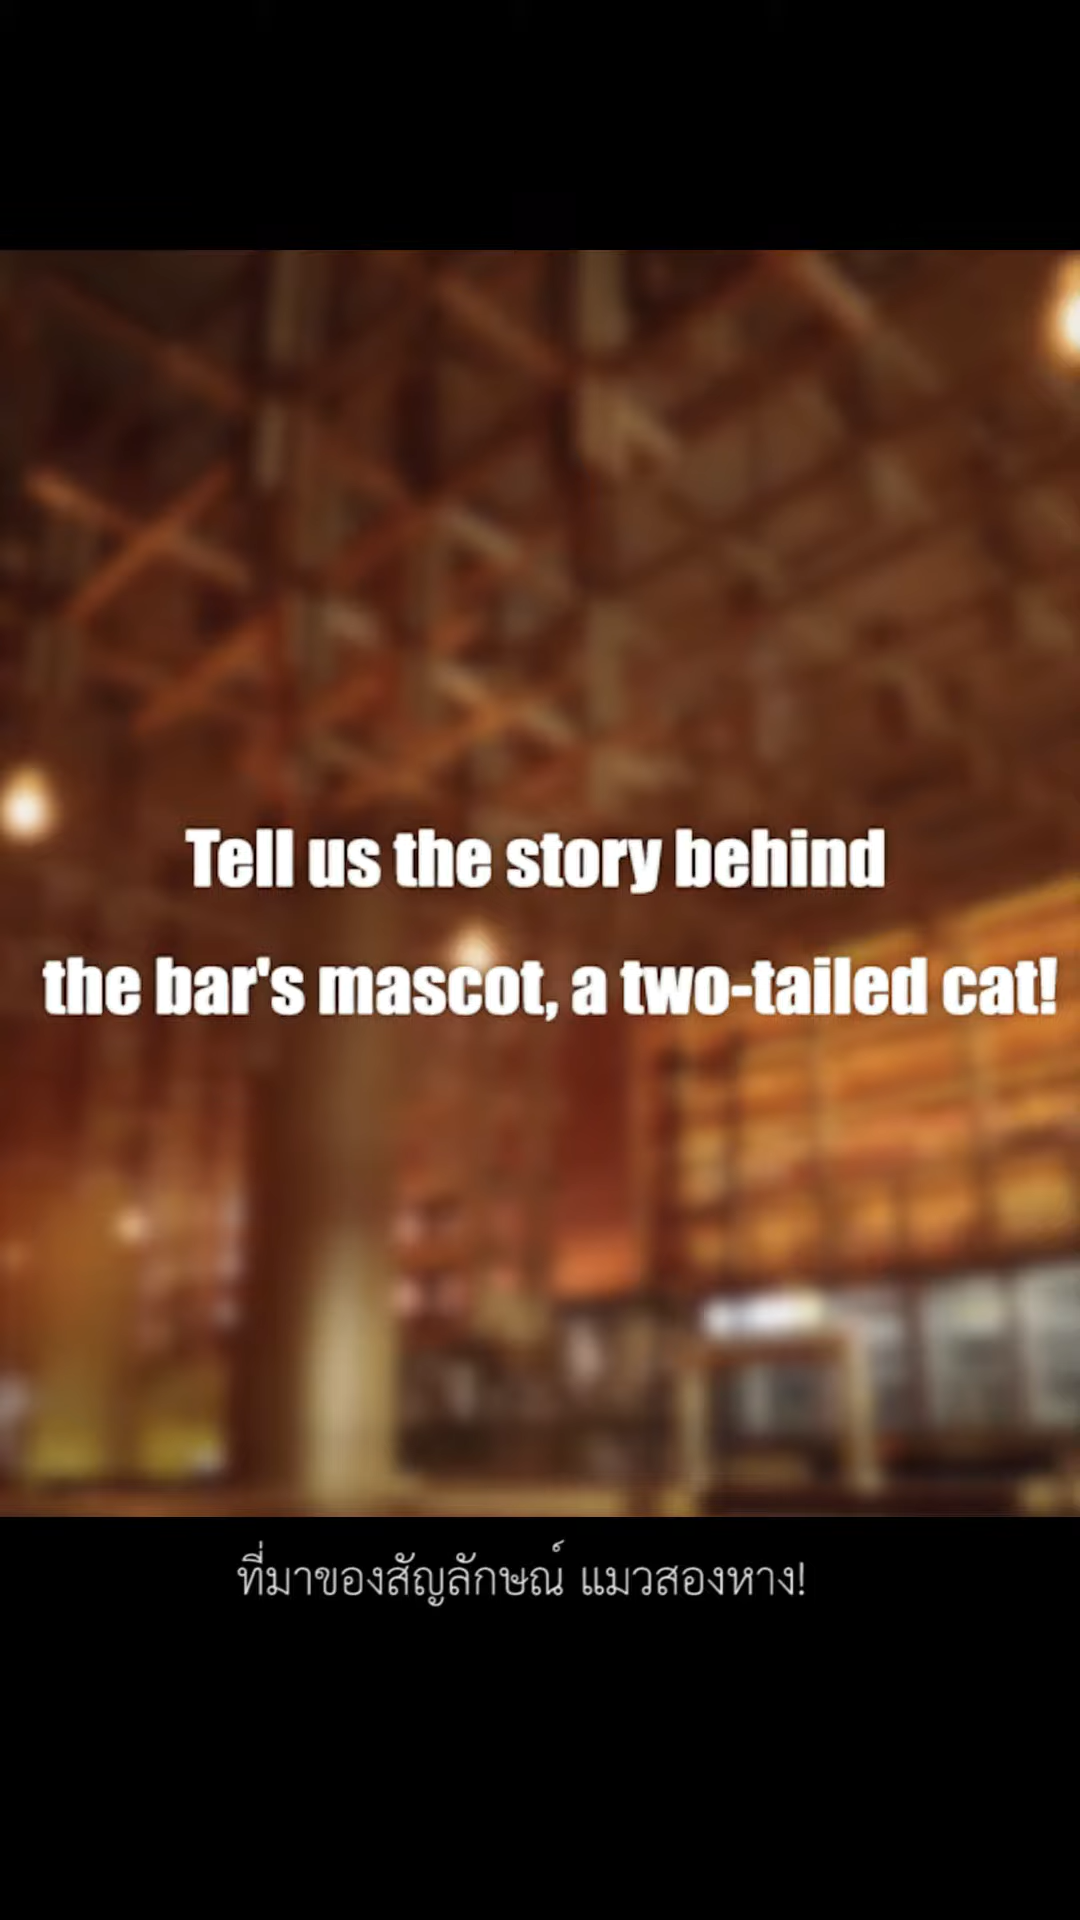 Tell us the story behind
the bar's mascot, a two-tailed cat!
ที่มาของสัญลักษณ์ แมวสองหาง!